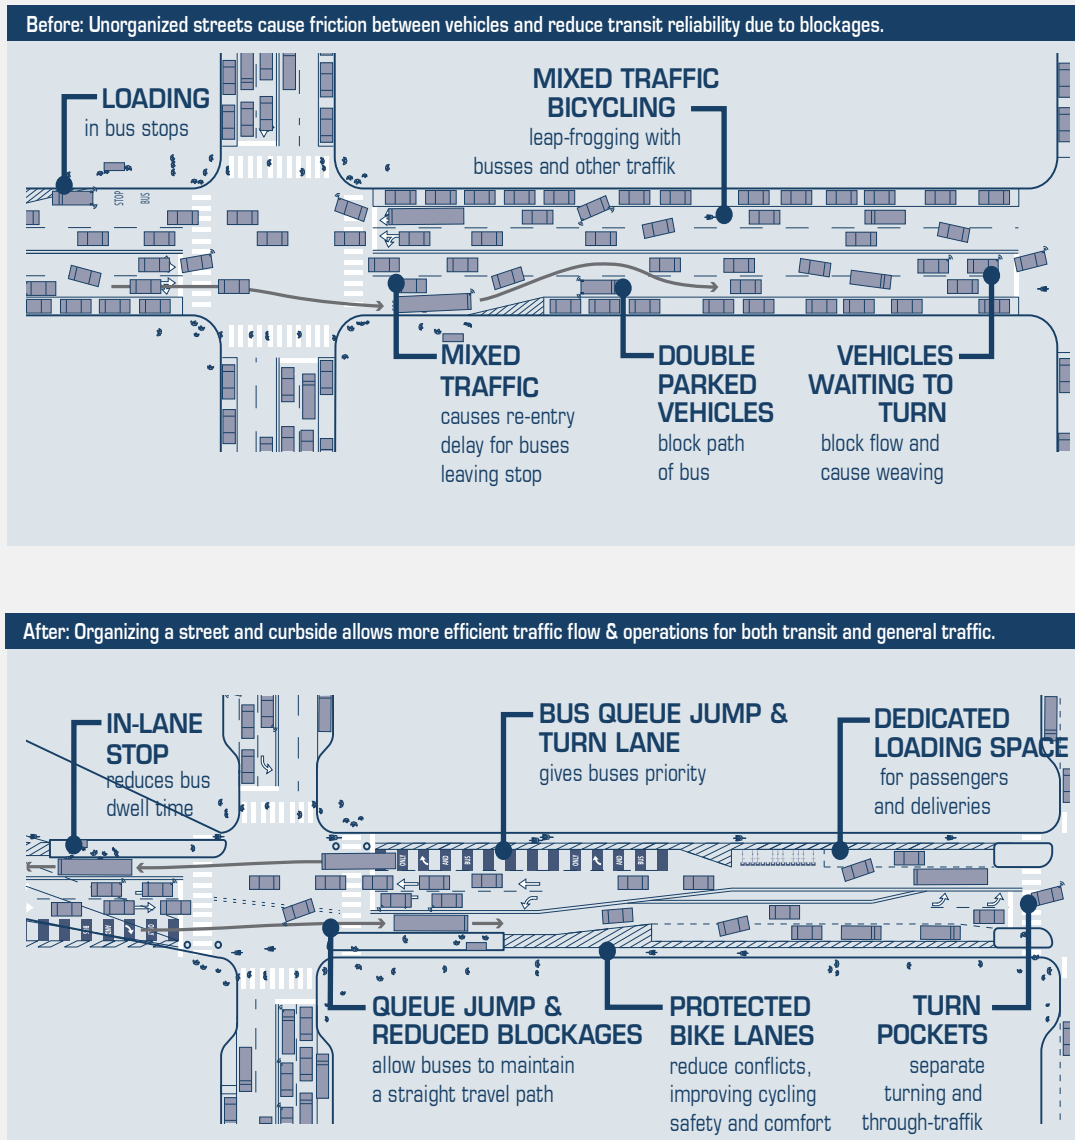 Before: Unorganized streets cause friction between vehicles and reduce transit reliability due to blockages.
LOADING
in bus stops
MIXED TRAFFIC
BICYCLING
leap-frogging with
busses and other traffik
STOP
BUS
MIXED
TRAFFIC
causes re-entry
delay for buses
leaving stop
DOUBLE
PARKED
VEHICLES
block path
of bus
VEHICLES
WAITING TO
TURN
block flow and
cause weaving
After: Organizing a street and curbside allows more efficient traffic flow & operations for both transit and general traffic.
IN-LANE
STOP
reduces bus
dwell time
BUS QUEUE JUMP &
TURN LANE
gives buses priority
DEDICATED
LOADING SPACE
for passengers
and deliveries
ONLY
AND
BUS
ONLY
AND
BUS
BUS
AND
ONLY
QUEUE JUMP &
REDUCED BLOCKAGES
allow buses to maintain
a straight travel path
PROTECTED
BIKE LANES
reduce conflicts,
improving cycling
safety and comfort
TURN
POCKETS
separate
turning and
through-traffik